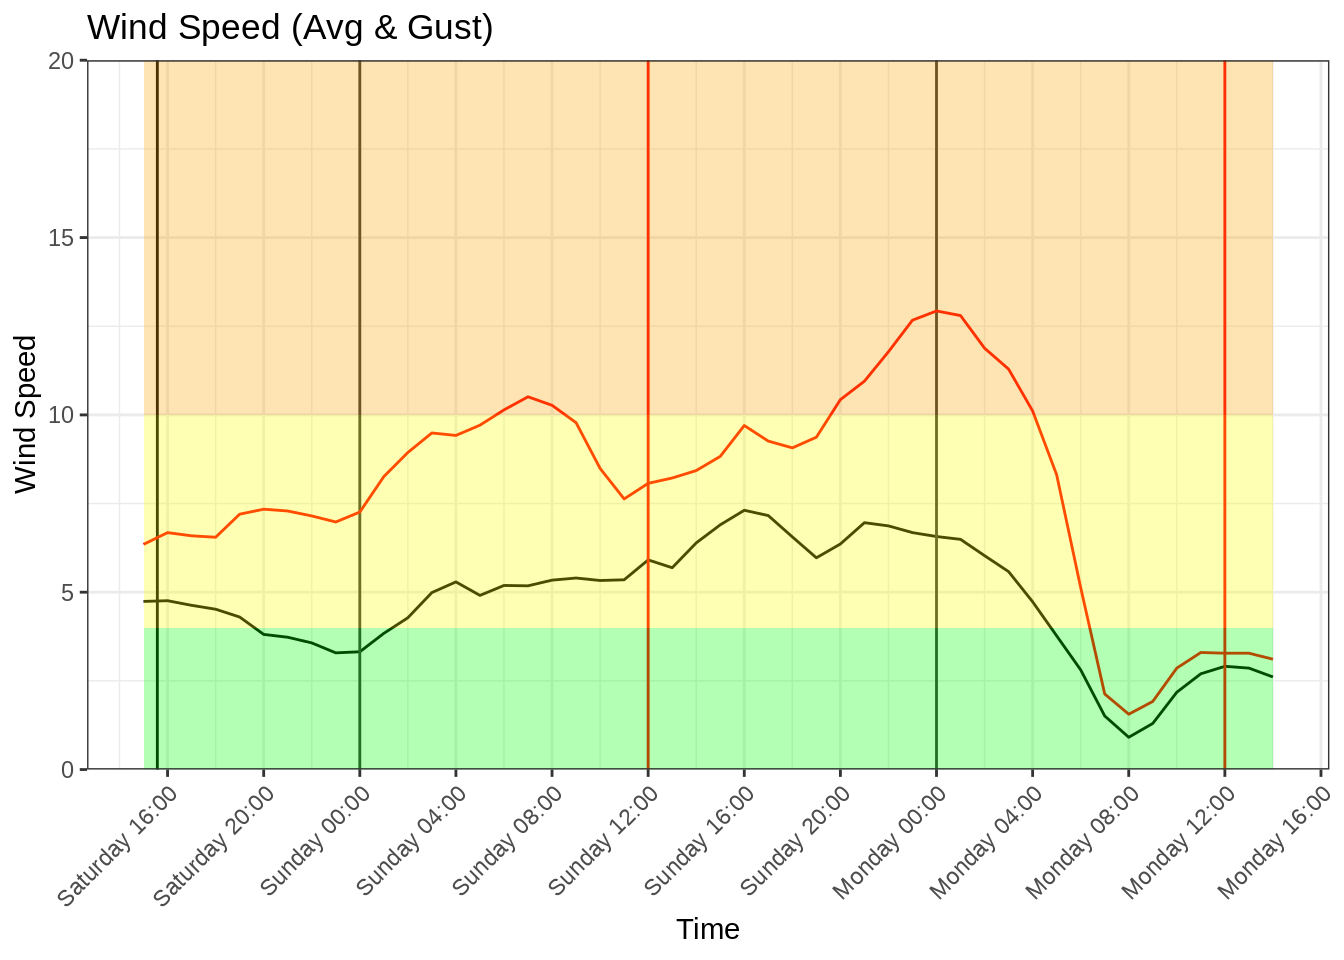 Wind Speed (Avg & Gust)
20
15
10
5
0
Wind Speed
Saturday 16:00
Saturday 20:00
Sunday 00:00
Sunday 04:00
Sunday 08:00
Sunday 12:00
Sunday 16:00
Sunday 20:00
Monday 00:00
Monday 04:00
Monday 08:00
Monday 12:00
Monday 16:00
Time